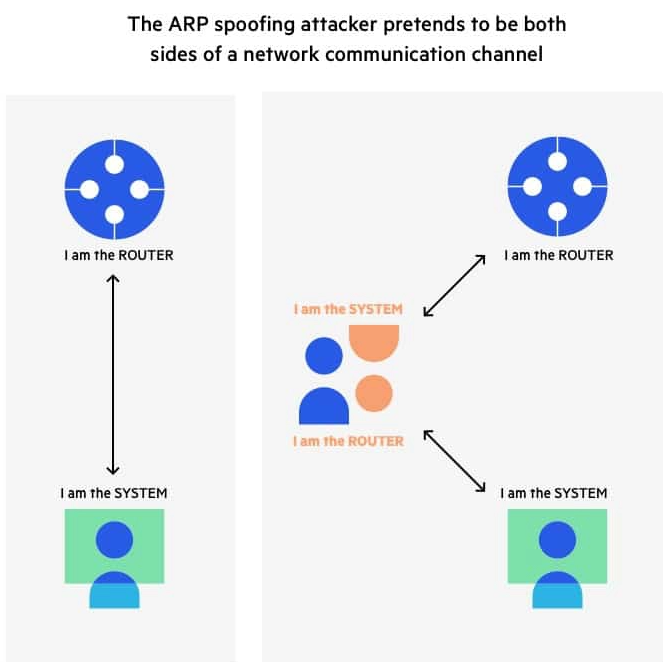 The ARP spoofing attacker pretends to be both
sides of a network communication channel
I am the ROUTER
I am the SYSTEM
I am the ROUTER
I am the SYSTEM
I am the ROUTER
I am the SYSTEM